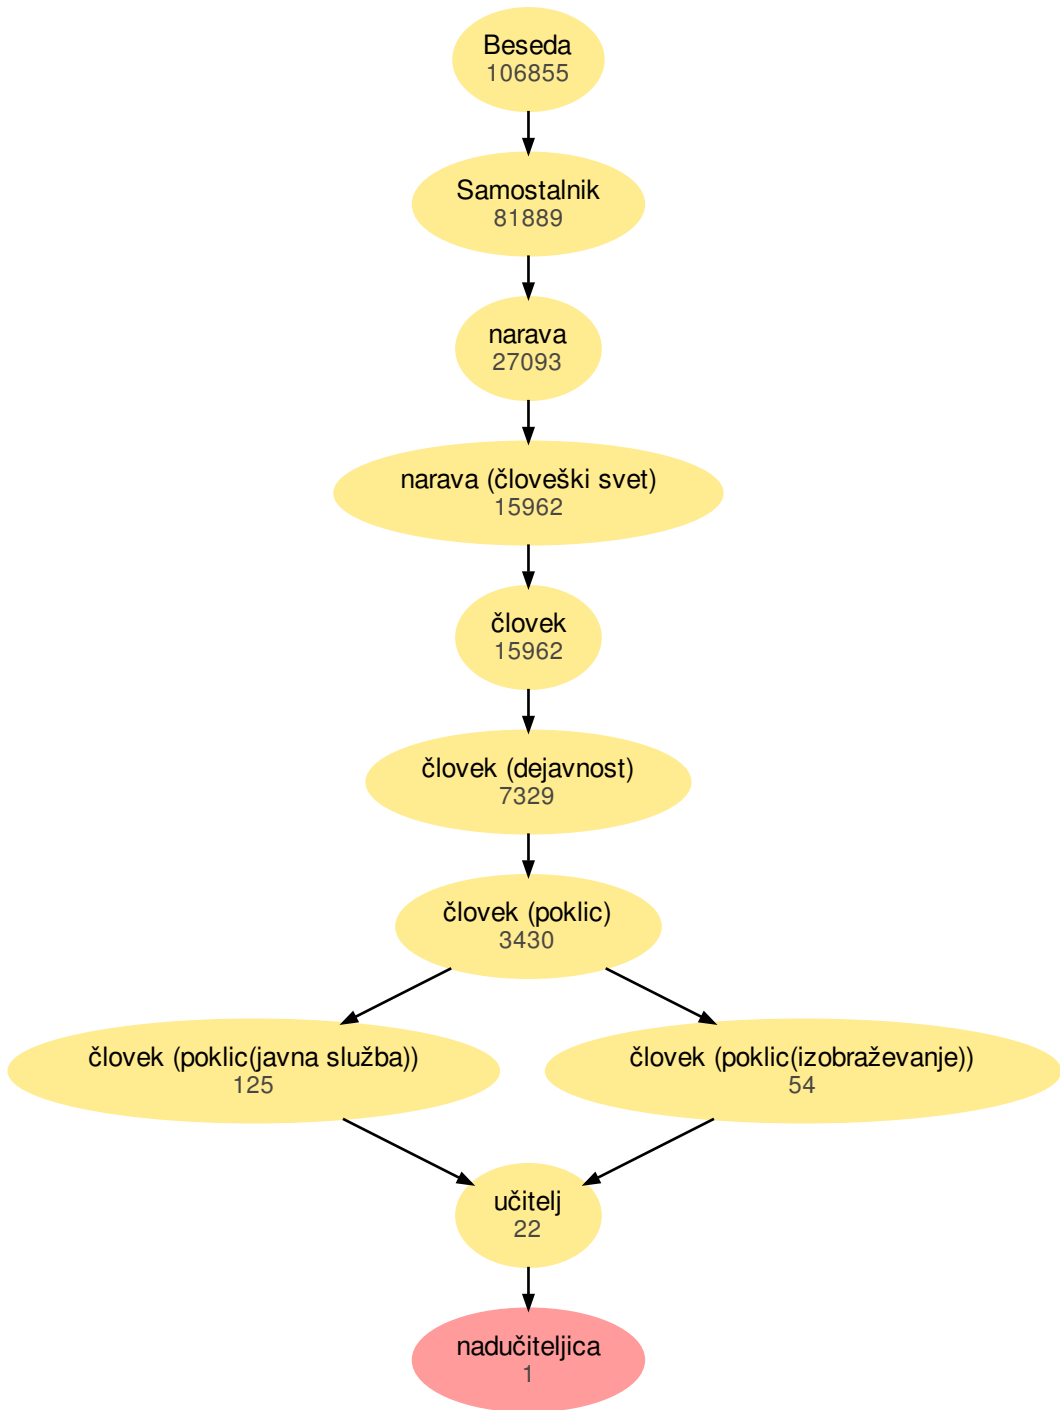 Beseda
106855
Samostalnik
81889
narava
27093
narava (človeški svet)
15962
človek
15962
človek (dejavnost)
7329
človek (poklic)
3430
človek (poklic(javna služba))
125
človek (poklic(izobraževanje))
54
učitelj
22
nadučiteljica
1